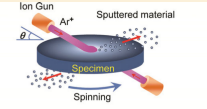 Ion Gun
Ar+
Sputtered material
θ
Specimen
Spinning